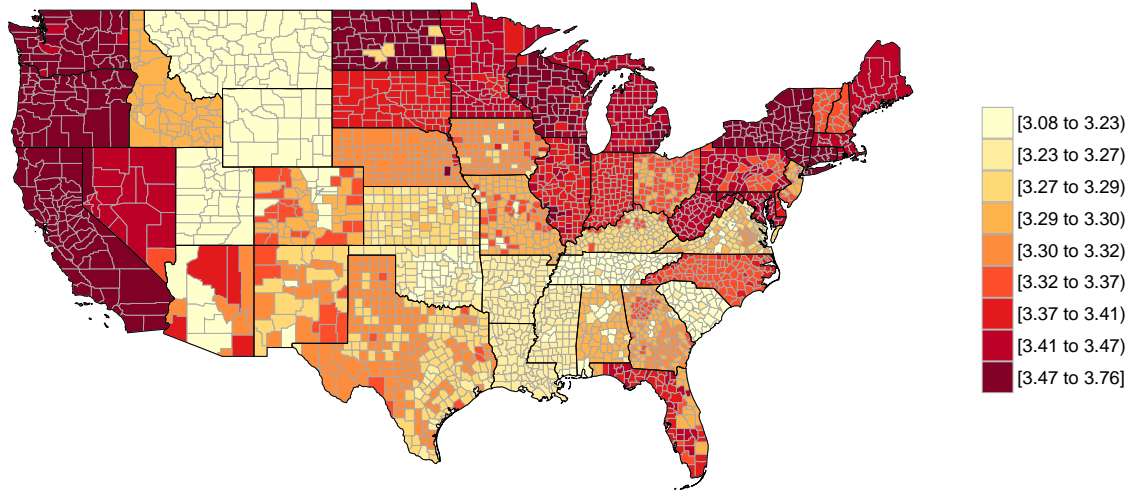 [3.08 to 3.23)
[3.23 to 3.27)
[3.27 to 3.29)
[3.29 to 3.30)
[3.30 to 3.32)
[3.32 to 3.37)
[3.37 to 3.41)
[3.41 to 3.47)
[3.47 to 3.76]